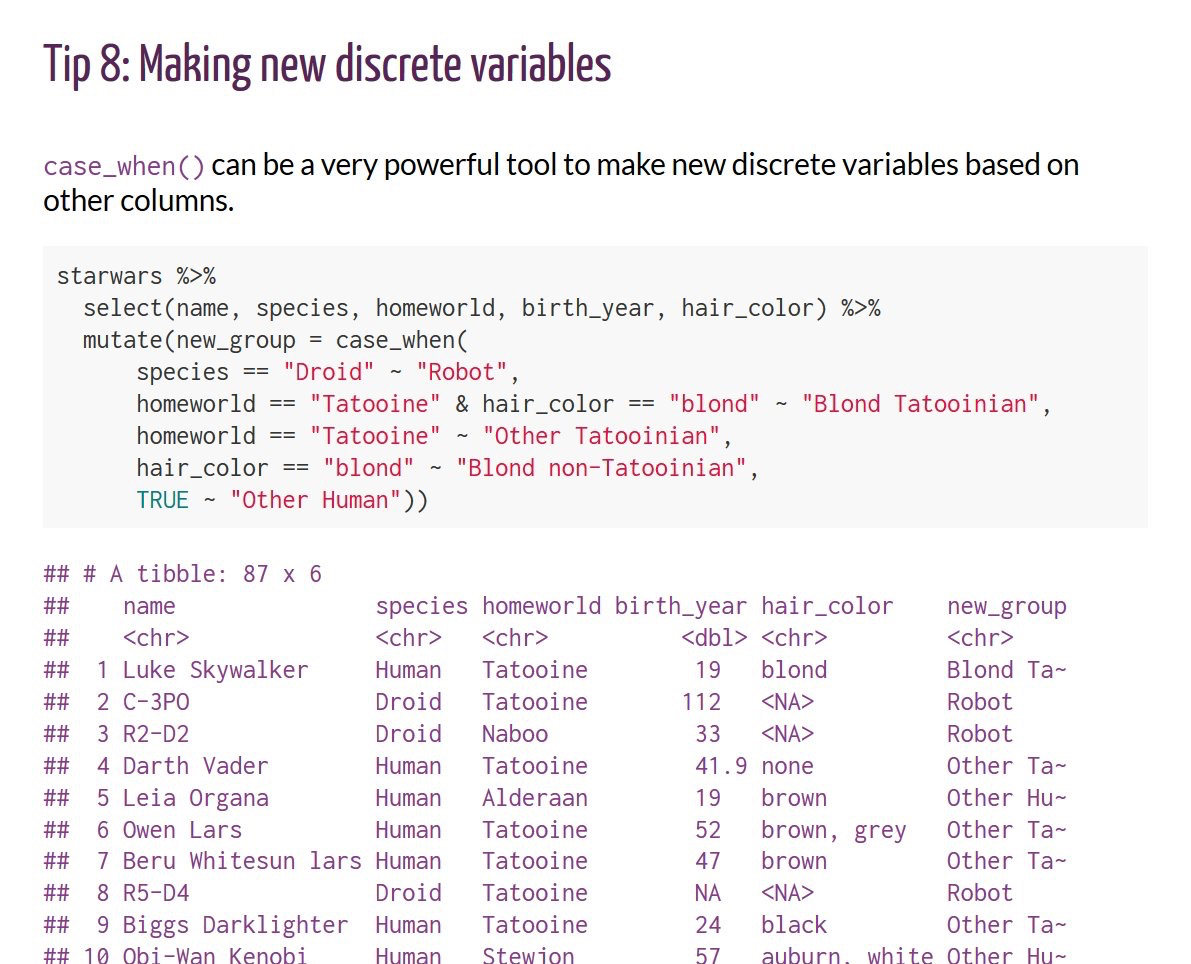 Tip 8: Making new discrete variables
case_when() can be a very powerful tool to make new discrete variables based on
other columns.
starwars %>%
  select(name, species, homeworld, birth_year, hair_color) %>%
  mutate(new_group = case_when(
      species == "Droid" ~ "Robot",
      homeworld == "Tatooine" & hair_color == "blond" ~ "Blond Tatooinian",
      homeworld == "Tatooine" ~ "Other Tatooinian",
      hair_color == "blond" ~ "Blond non-Tatooinian",
      TRUE ~ "Other Human"))
## # A tibble: 87 x 6
##    name               species homeworld birth_year hair_color    new_group
##    <chr>              <chr>   <chr>          <dbl> <chr>         <chr>
##  1 Luke Skywalker     Human   Tatooine        19   blond         Blond Ta~
##  2 C-3PO              Droid   Tatooine       112   <NA>          Robot
##  3 R2-D2              Droid   Naboo           33   <NA>          Robot
##  4 Darth Vader        Human   Tatooine        41.9 none          Other Ta~
##  5 Leia Organa        Human   Alderaan        19   brown         Other Hu~
##  6 Owen Lars          Human   Tatooine        52   brown, grey   Other Ta~
##  7 Beru Whitesun lars Human   Tatooine        47   brown         Other Ta~
##  8 R5-D4              Droid   Tatooine        NA   <NA>          Robot
##  9 Biggs Darklighter  Human   Tatooine        24   black         Other Ta~
## 10 Obi-Wan Kenobi     Human   Stewjon         57   auburn, white Other Hu~